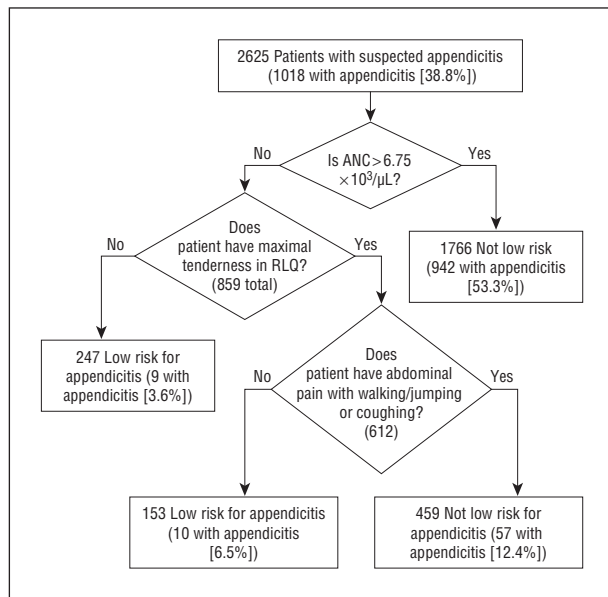 2625 Patients with suspected appendicitis
(1018 with appendicitis [38.8%])
No
Is ANC>6.75
×10³/μL?
Yes
No
Does
patient have maximal
tenderness in RLQ?
(859 total)
Yes
1766 Not low risk
(942 with appendicitis
[53.3%])
247 Low risk for
appendicitis (9 with
appendicitis [3.6%])
No
Does
patient have abdominal
pain with walking/jumping
or coughing?
(612)
Yes
153 Low risk for appendicitis
(10 with appendicitis
[6.5%])
459 Not low risk for
appendicitis (57 with
appendicitis [12.4%])